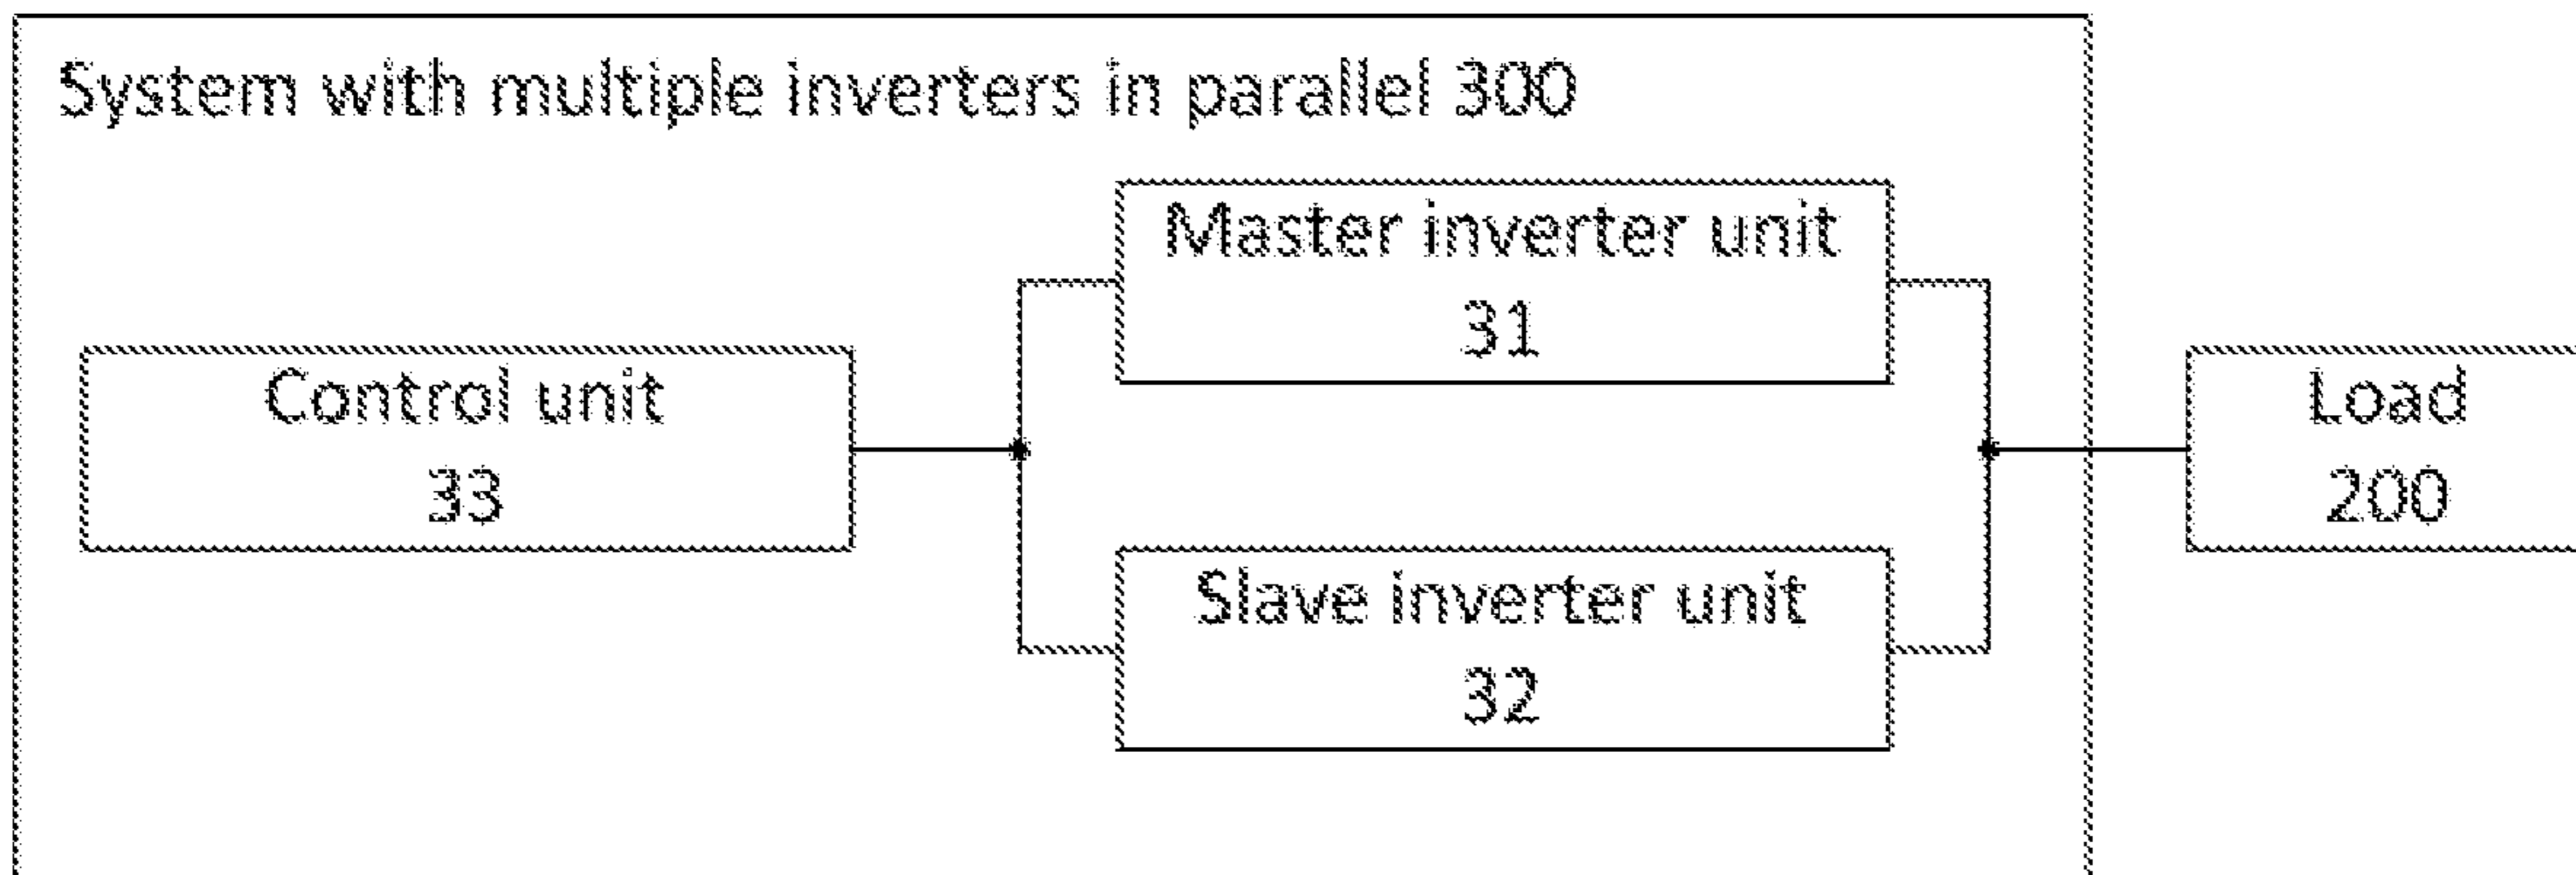 System with multiple inverters in parallel 300
Master inverter unit
31
Control unit
33
Load
200
Slave inverter unit
32